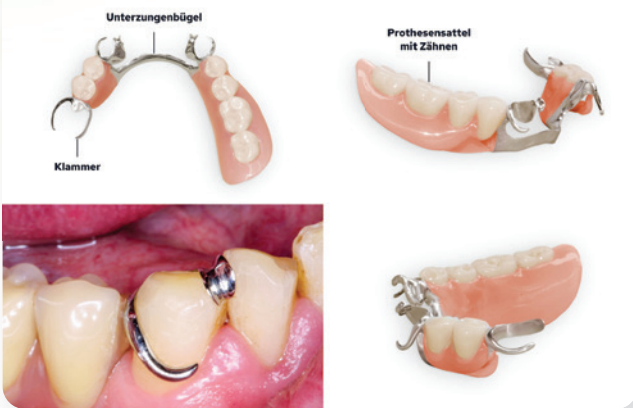 Unterzungenbügel
Prothesensattel
mit Zähnen
Klammer